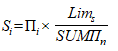 Sᵢ = Πᵢ × Limₛ / SUMΠₙ